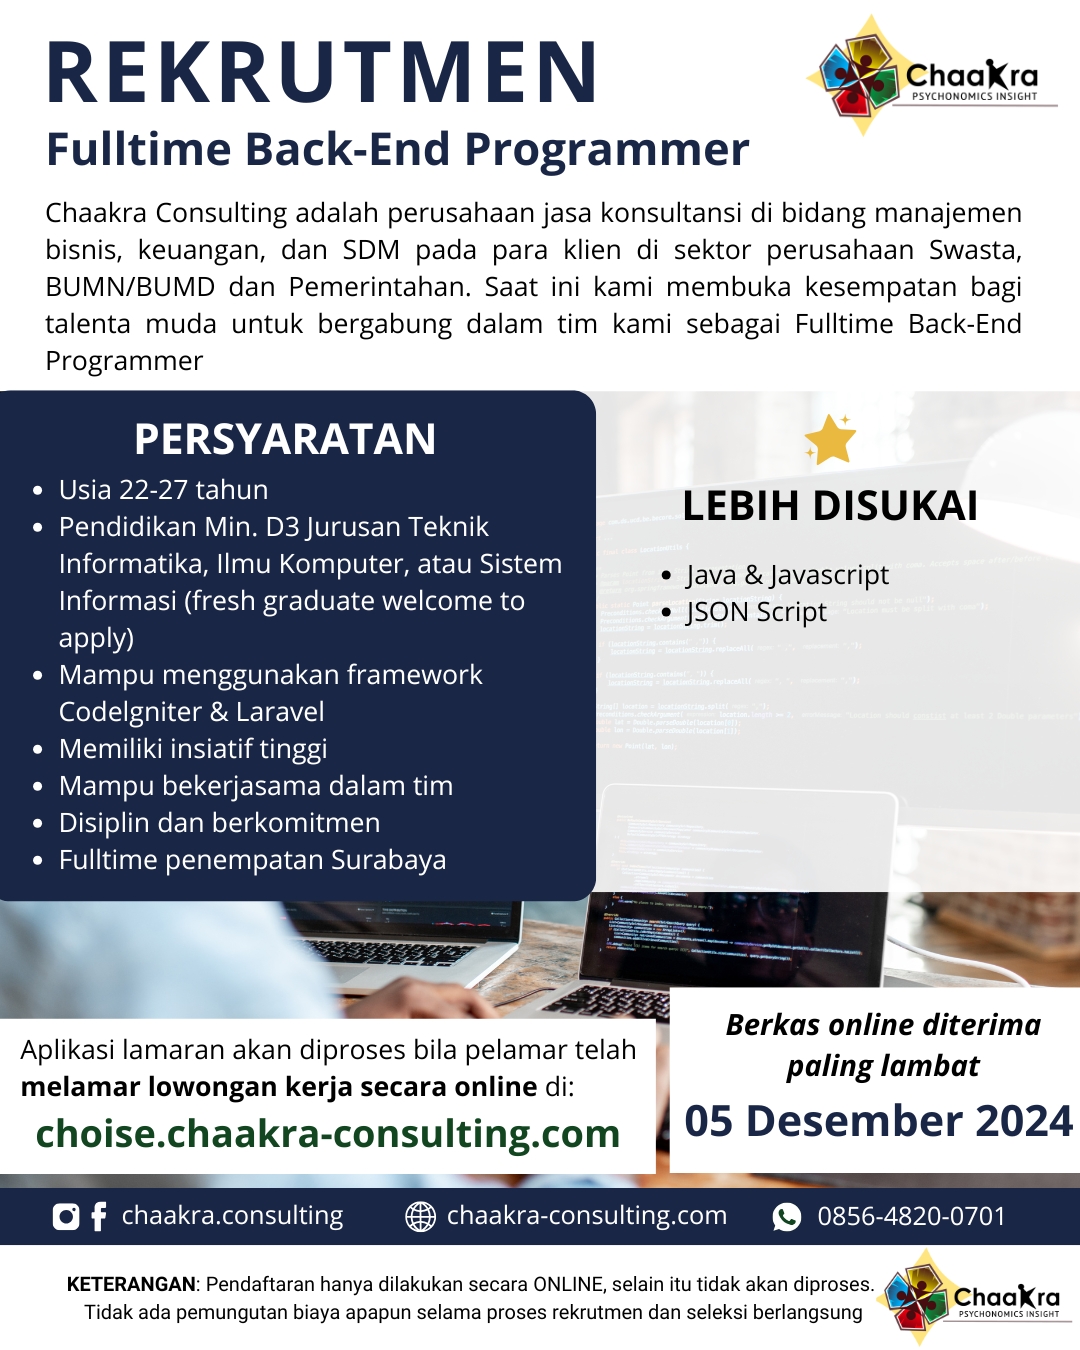 REKRUTMEN
Chaakra
PSYCHONOMICS INSIGHT
Fulltime Back-End Programmer
Chaakra Consulting adalah perusahaan jasa konsultansi di bidang manajemen
bisnis, keuangan, dan SDM pada para klien di sektor perusahaan Swasta,
BUMN/BUMD dan Pemerintahan. Saat ini kami membuka kesempatan bagi
talenta muda untuk bergabung dalam tim kami sebagai Fulltime Back-End
Programmer
PERSYARATAN
• Usia 22-27 tahun
• Pendidikan Min. D3 Jurusan Teknik
Informatika, Ilmu Komputer, atau Sistem
Informasi (fresh graduate welcome to
apply)
• Mampu menggunakan framework
CodeIgniter & Laravel
• Memiliki insiatif tinggi
• Mampu bekerjasama dalam tim
• Disiplin dan berkomitmen
• Fulltime penempatan Surabaya
LEBIH DISUKAI
• Java & Javascript
• JSON Script
Aplikasi lamaran akan diproses bila pelamar telah
melamar lowongan kerja secara online di:
choise.chaakra-consulting.com
Berkas online diterima
paling lambat
05 Desember 2024
chaakra.consulting
chaakra-consulting.com
0856-4820-0701
KETERANGAN: Pendaftaran hanya dilakukan secara ONLINE, selain itu tidak akan diproses.
Tidak ada pemungutan biaya apapun selama proses rekrutmen dan seleksi berlangsung
Chaakra
PSYCHONOMICS INSIGHT